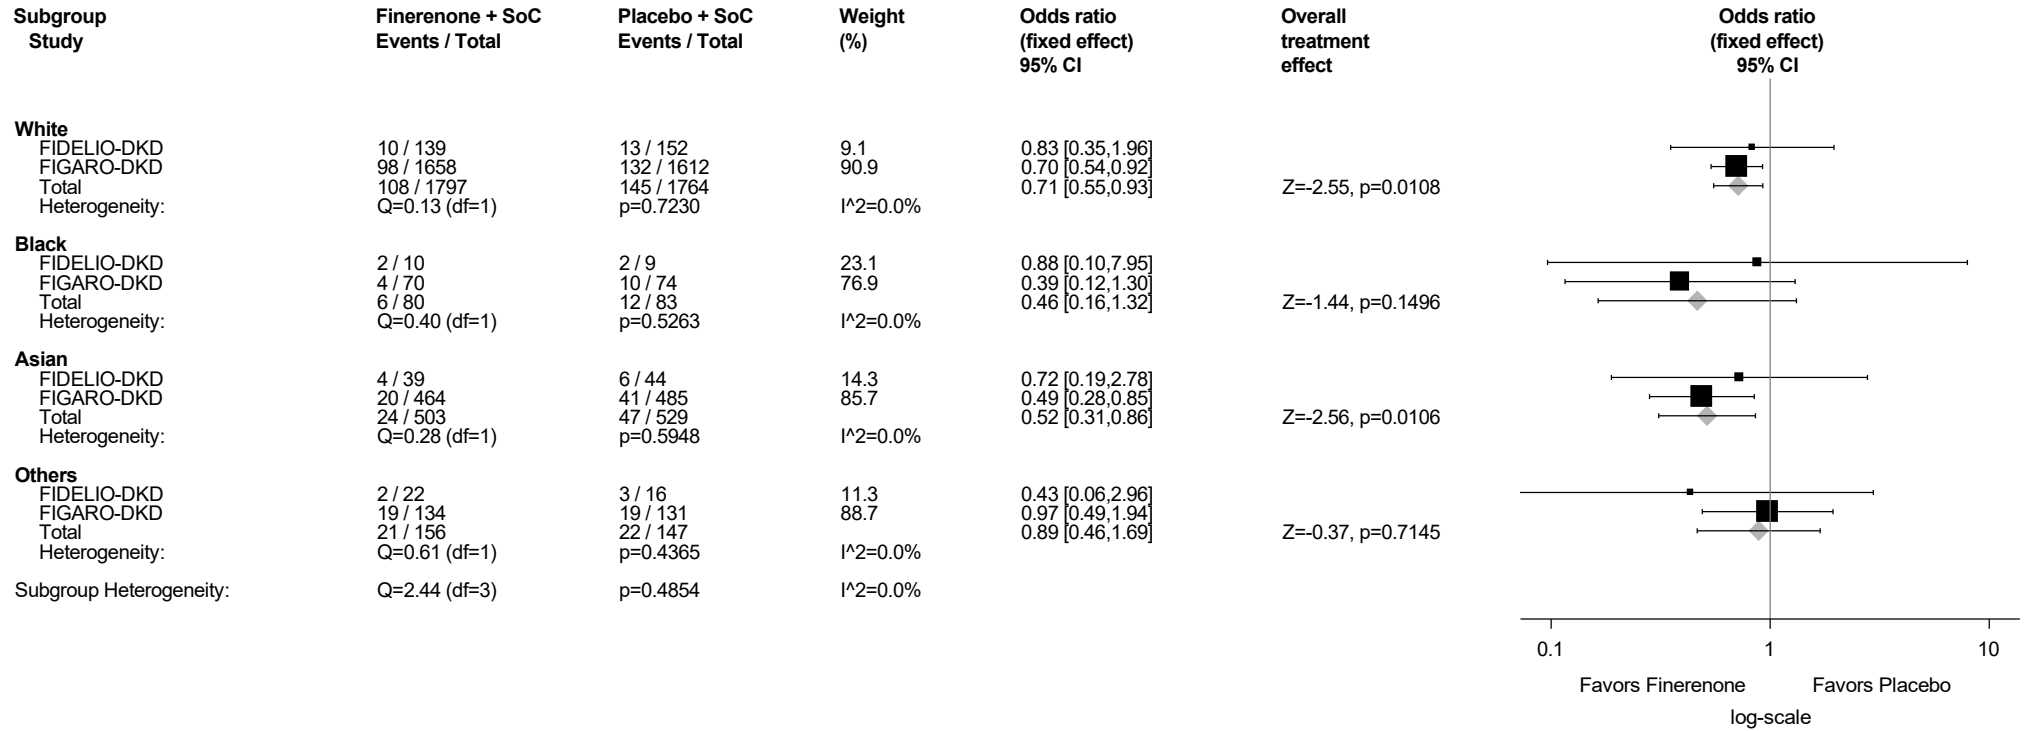 Subgroup Finerenone + SoC Placebo + SoC Weight Odds ratio Overall Odds ratio
Study Events / Total Events / Total (%) (fixed effect) treatment (fixed effect)
95% CI effect 95% CI
White
FIDELIO-DKD 10 / 139 13 / 152 9.1 0.83 [0.35,1.96]
FIGARO-DKD 98 / 1658 132 / 1612 90.9 0.70 [0.54,0.92]
Total 108 / 1797 145 / 1764 0.71 [0.55,0.93] Z=-2.55, p=0.0108
Heterogeneity: Q=0.13 (df=1) p=0.7230 I^2=0.0%
Black
FIDELIO-DKD 2 / 10 2 / 9 23.1 0.88 [0.10,7.95]
FIGARO-DKD 4 / 70 10 / 74 76.9 0.39 [0.12,1.30]
Total 6 / 80 12 / 83 0.46 [0.16,1.32] Z=-1.44, p=0.1496
Heterogeneity: Q=0.40 (df=1) p=0.5263 I^2=0.0%
Asian
FIDELIO-DKD 4 / 39 6 / 44 14.3 0.72 [0.19,2.78]
FIGARO-DKD 20 / 464 41 / 485 85.7 0.49 [0.28,0.85]
Total 24 / 503 47 / 529 0.52 [0.31,0.86] Z=-2.56, p=0.0106
Heterogeneity: Q=0.28 (df=1) p=0.5948 I^2=0.0%
Others
FIDELIO-DKD 2 / 22 3 / 16 11.3 0.43 [0.06,2.96]
FIGARO-DKD 19 / 134 19 / 131 88.7 0.97 [0.49,1.94]
Total 21 / 156 22 / 147 0.89 [0.46,1.69] Z=-0.37, p=0.7145
Heterogeneity: Q=0.61 (df=1) p=0.4365 I^2=0.0%
Subgroup Heterogeneity: Q=2.44 (df=3) p=0.4854 I^2=0.0%
0.1 1 10
Favors Finerenone Favors Placebo
log-scale